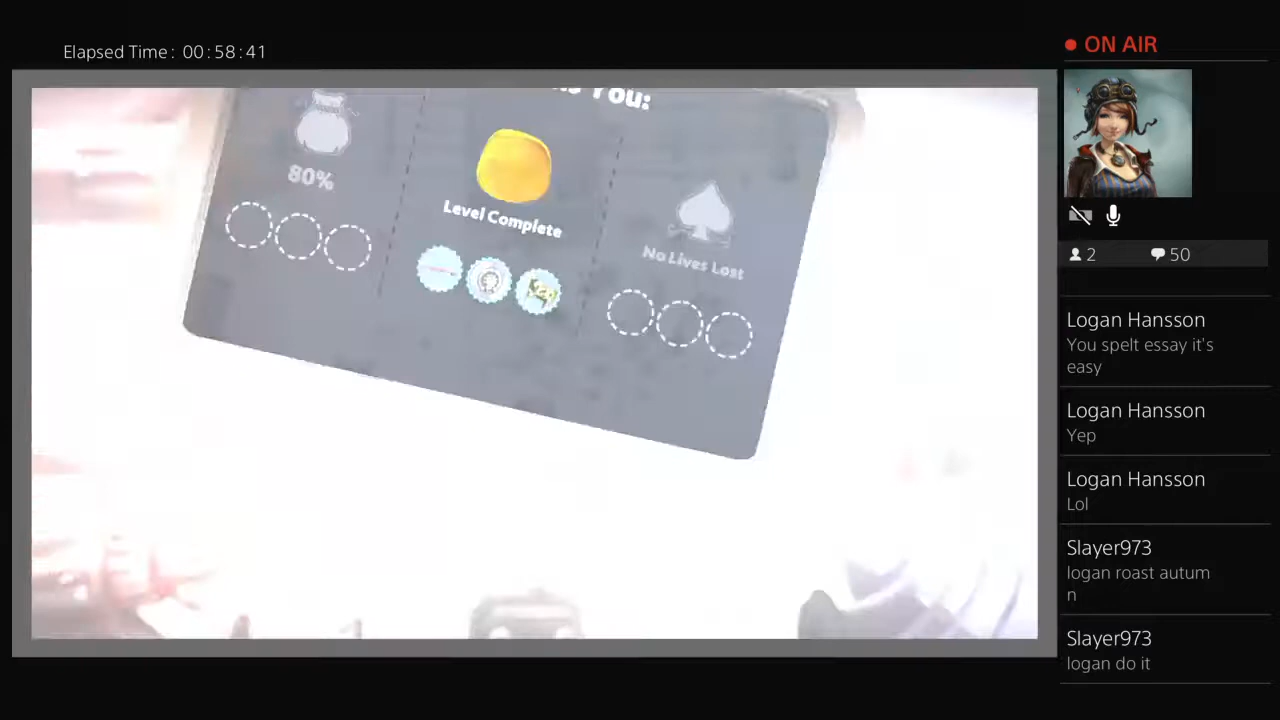 Elapsed Time: 00:58:41
ON AIR
You:
80%
Level Complete
No Lives Lost
2
50
Logan Hansson
You spelt essay it's
easy
Logan Hansson
Yep
Logan Hansson
Lol
Slayer973
logan roast autum
n
Slayer973
logan do it